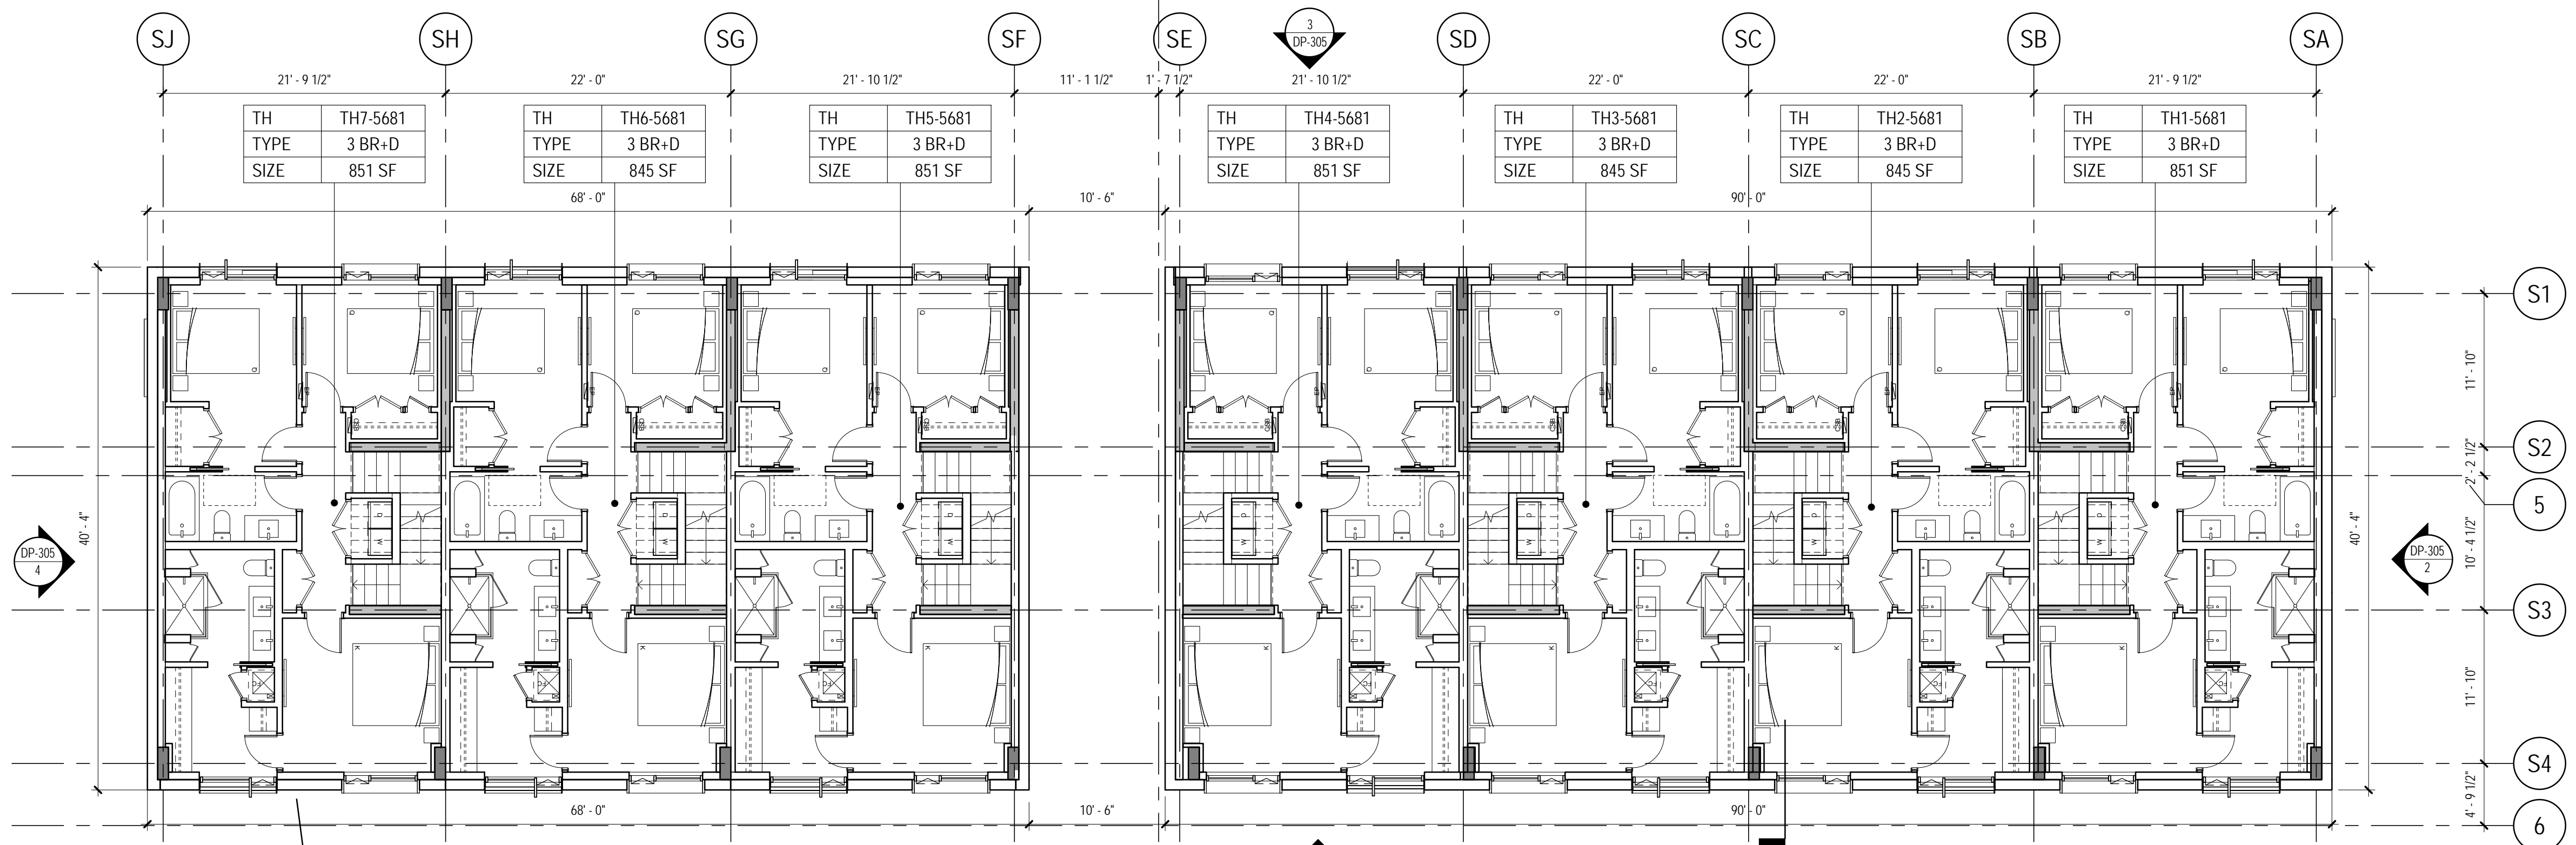 SJ SH SG SF SE SD SC SB SA
3
DP-305
21' - 9 1/2" 22' - 0" 21' - 10 1/2" 11' - 1 1/2" 1' - 7 1/2" 21' - 10 1/2" 22' - 0" 22' - 0" 21' - 9 1/2"
TH TH7-5681 TH TH6-5681 TH TH5-5681 TH TH4-5681 TH TH3-5681 TH TH2-5681 TH TH1-5681
TYPE 3 BR+D TYPE 3 BR+D TYPE 3 BR+D TYPE 3 BR+D TYPE 3 BR+D TYPE 3 BR+D TYPE 3 BR+D
SIZE 851 SF SIZE 845 SF SIZE 851 SF SIZE 851 SF SIZE 845 SF SIZE 845 SF SIZE 851 SF
68' - 0" 10' - 6" 90' - 0"
S1
11' - 10"
S2
2' - 2 1/2"
5
40' - 4"
DP-305
4
40' - 4"
DP-305
2
10' - 4 1/2"
S3
11' - 10"
S4
4' - 9 1/2"
6
Q Q Q Q Q Q Q Q Q Q Q Q Q Q
D D D D D D D
W W W W W W W
K K K K K K K
68' - 0" 10' - 6" 90' - 0"